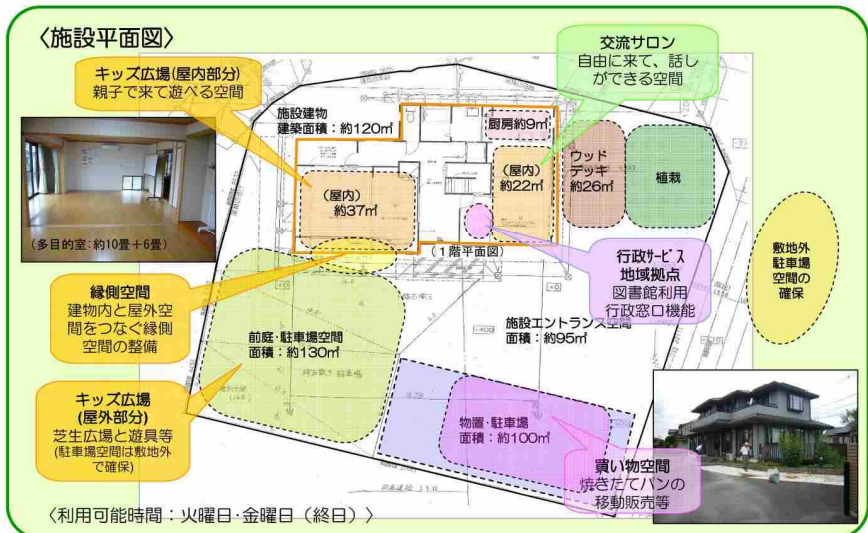 〈施設平面図〉
キッズ広場(屋内部分)
親子で来て遊べる空間
施設建物
建築面積：約120㎡
交流サロン
自由に来て、話し
ができる空間
厨房約9㎡
(屋内)
約37㎡
(屋内)
約22㎡
ウッド
デッキ
約26㎡
植栽
(多目的室：約10畳＋6畳)
(１階平面図)
行政サービス
地域拠点
図書館利用
行政窓口機能
敷地外
駐車場
空間の
確保
縁側空間
建物内と屋外空
間をつなぐ縁側
空間の整備
前庭・駐車場空間
面積：約130㎡
施設エントランス空間
面積：約95㎡
キッズ広場
(屋外部分)
芝生広場と遊具等
(駐車場空間は敷地外
で確保)
物置・駐車場
面積：約100㎡
買い物空間
焼きたてパンの
移動販売等
〈利用可能時間：火曜日・金曜日（終日）〉